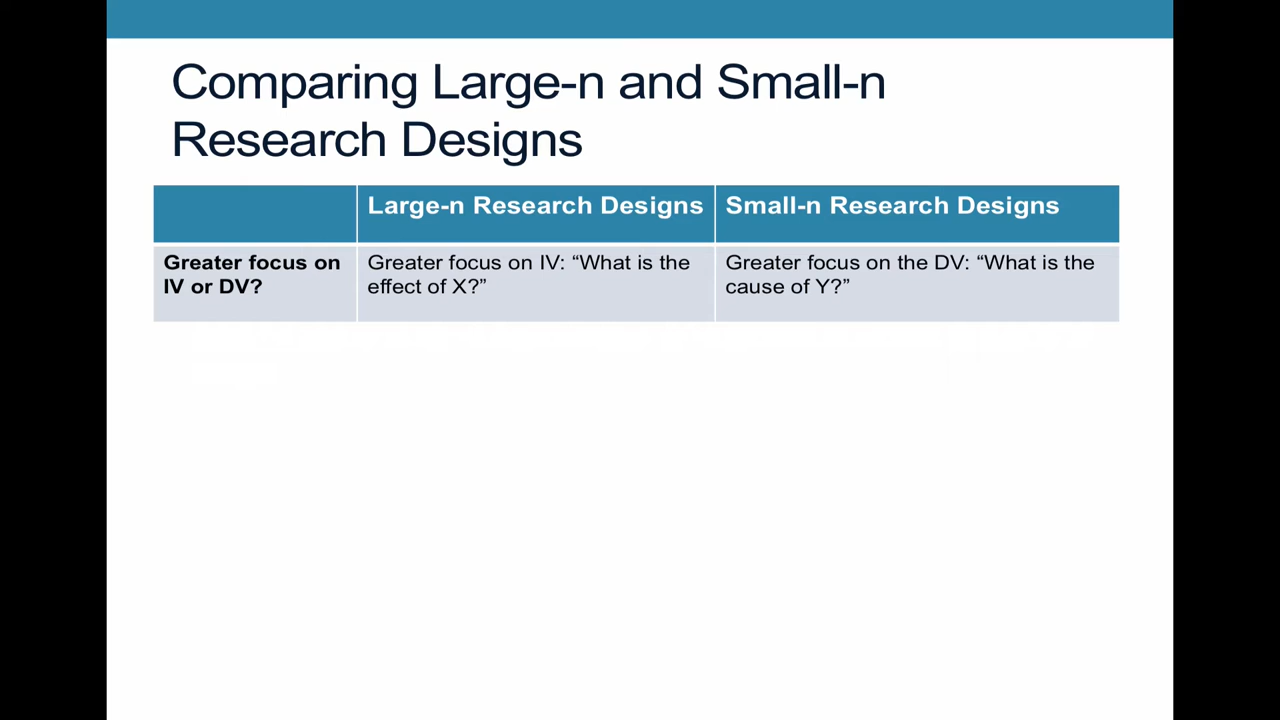 Comparing Large-n and Small-n
Research Designs
Large-n Research Designs
Small-n Research Designs
Greater focus on
IV or DV?
Greater focus on IV: “What is the
effect of X?”
Greater focus on the DV: “What is the
cause of Y?”